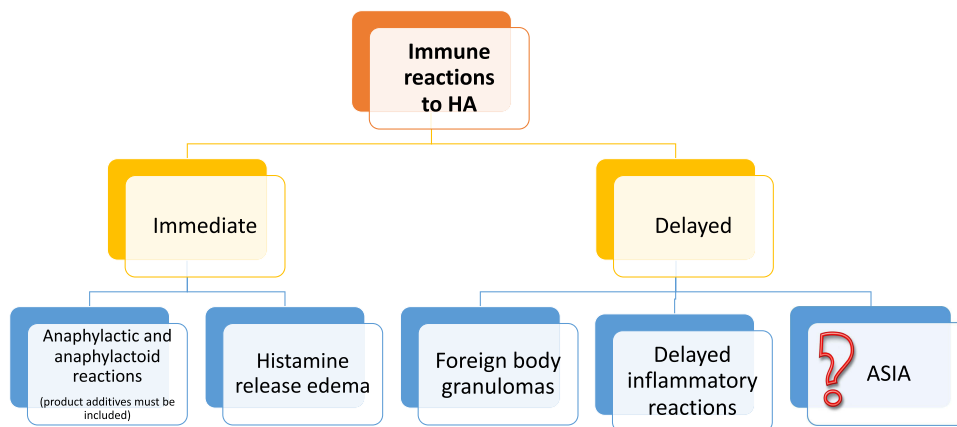 Immune
reactions
to HA
Immediate
Delayed
Anaphylactic and
anaphylactoid
reactions
(product additives must be
included)
Histamine
release edema
Foreign body
granulomas
Delayed
inflammatory
reactions
? ASIA